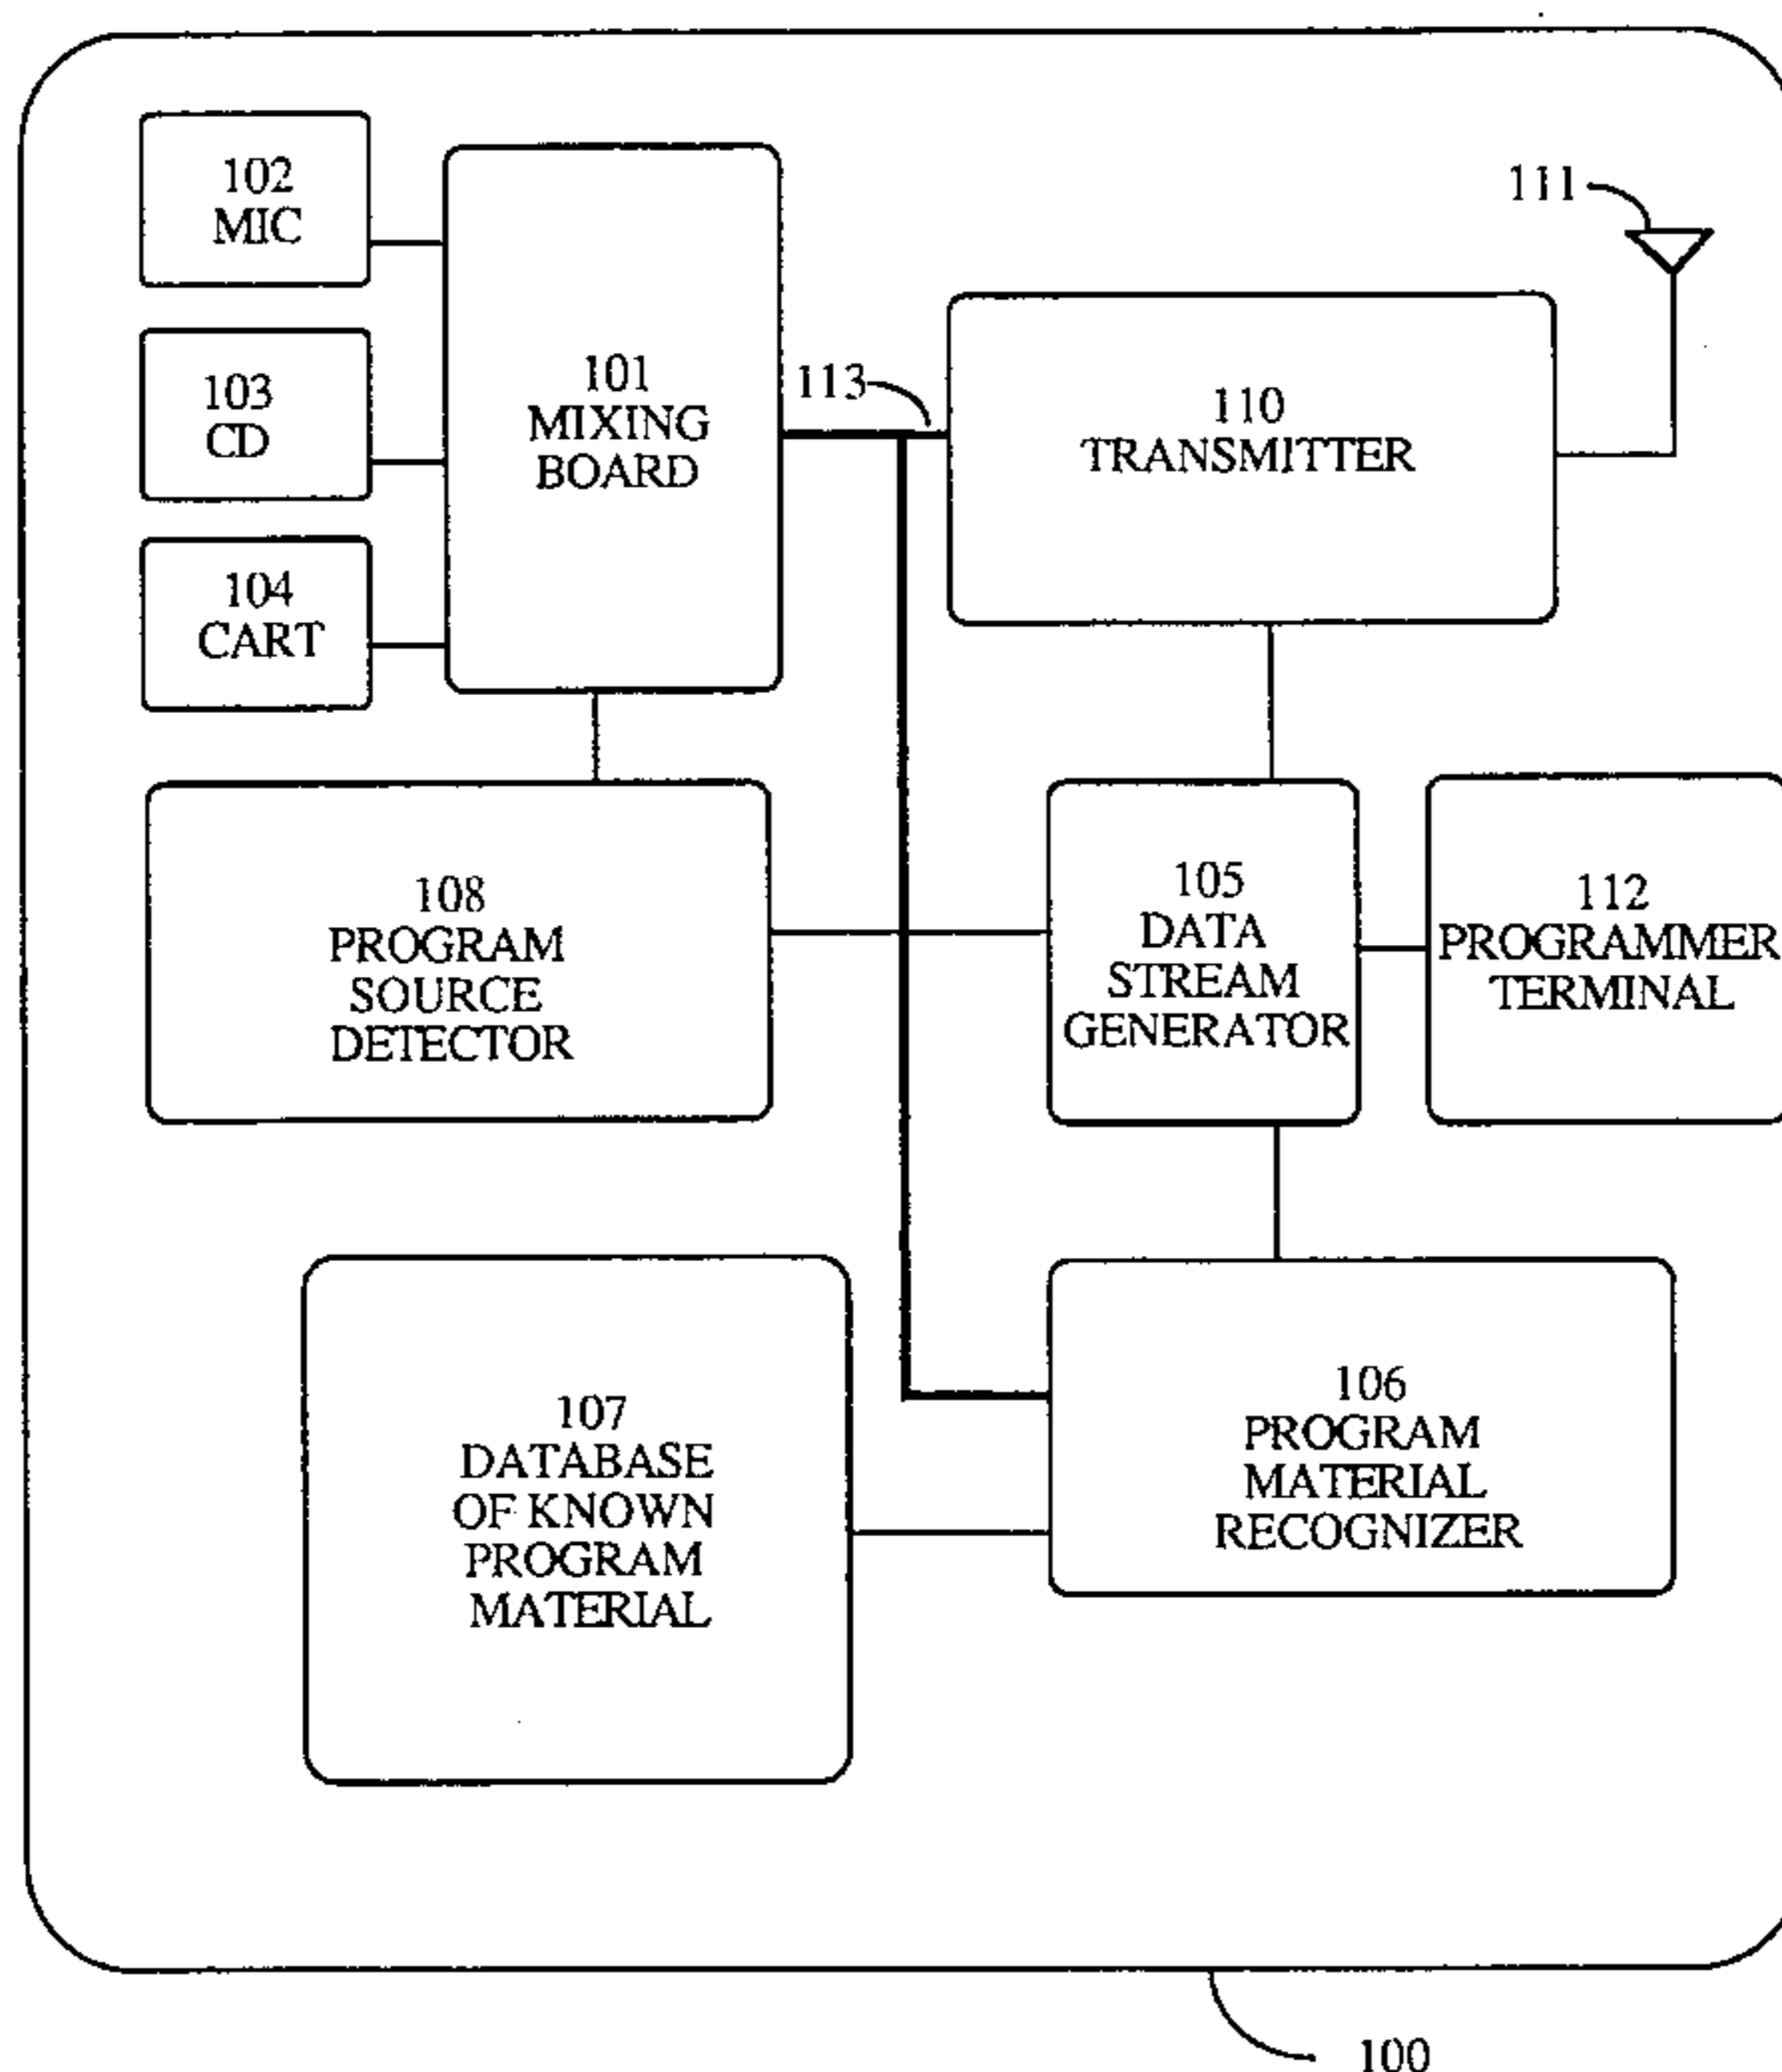 102
MIC
103
CD
104
CART
101
MIXING
BOARD
113
110
TRANSMITTER
111
108
PROGRAM
SOURCE
DETECTOR
105
DATA
STREAM
GENERATOR
112
PROGRAMMER
TERMINAL
107
DATABASE
OF KNOWN
PROGRAM
MATERIAL
106
PROGRAM
MATERIAL
RECOGNIZER
100